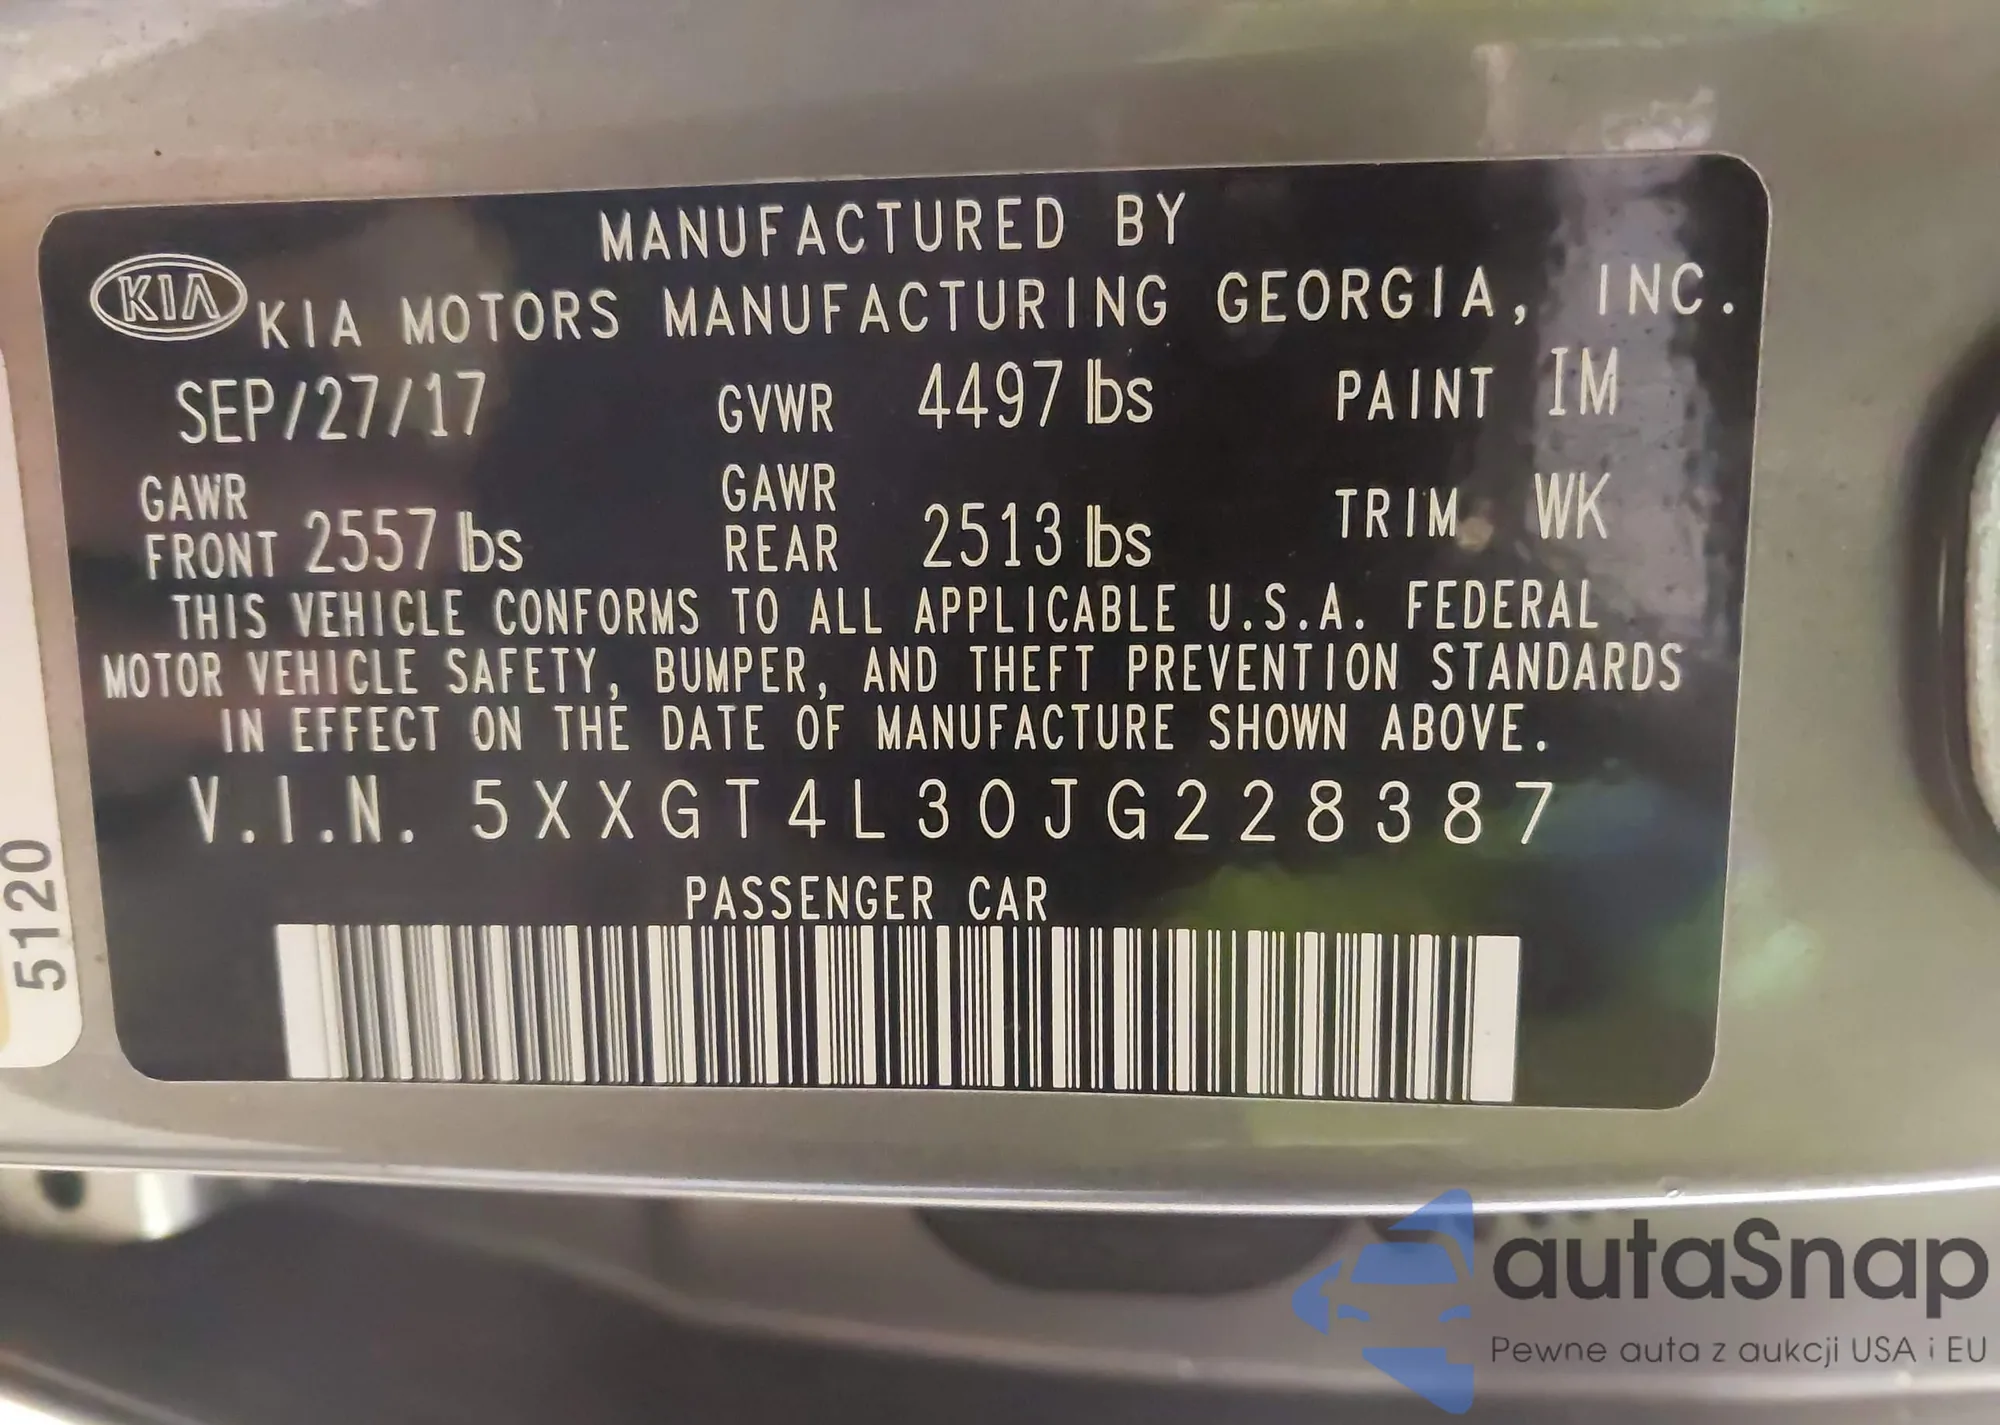 MANUFACTURED BY
KIA KIA MOTORS MANUFACTURING GEORGIA, INC.
SEP/27/17 GVWR 4497 lbs PAINT IM
GAWR FRONT 2557 lbs GAWR REAR 2513 lbs TRIM WK
THIS VEHICLE CONFORMS TO ALL APPLICABLE U.S.A. FEDERAL
MOTOR VEHICLE SAFETY, BUMPER, AND THEFT PREVENTION STANDARDS
IN EFFECT ON THE DATE OF MANUFACTURE SHOWN ABOVE.
V.I.N. 5XXGT4L30JG228387
PASSENGER CAR
5120
autaSnap
Pewne auta z aukcji USA i EU